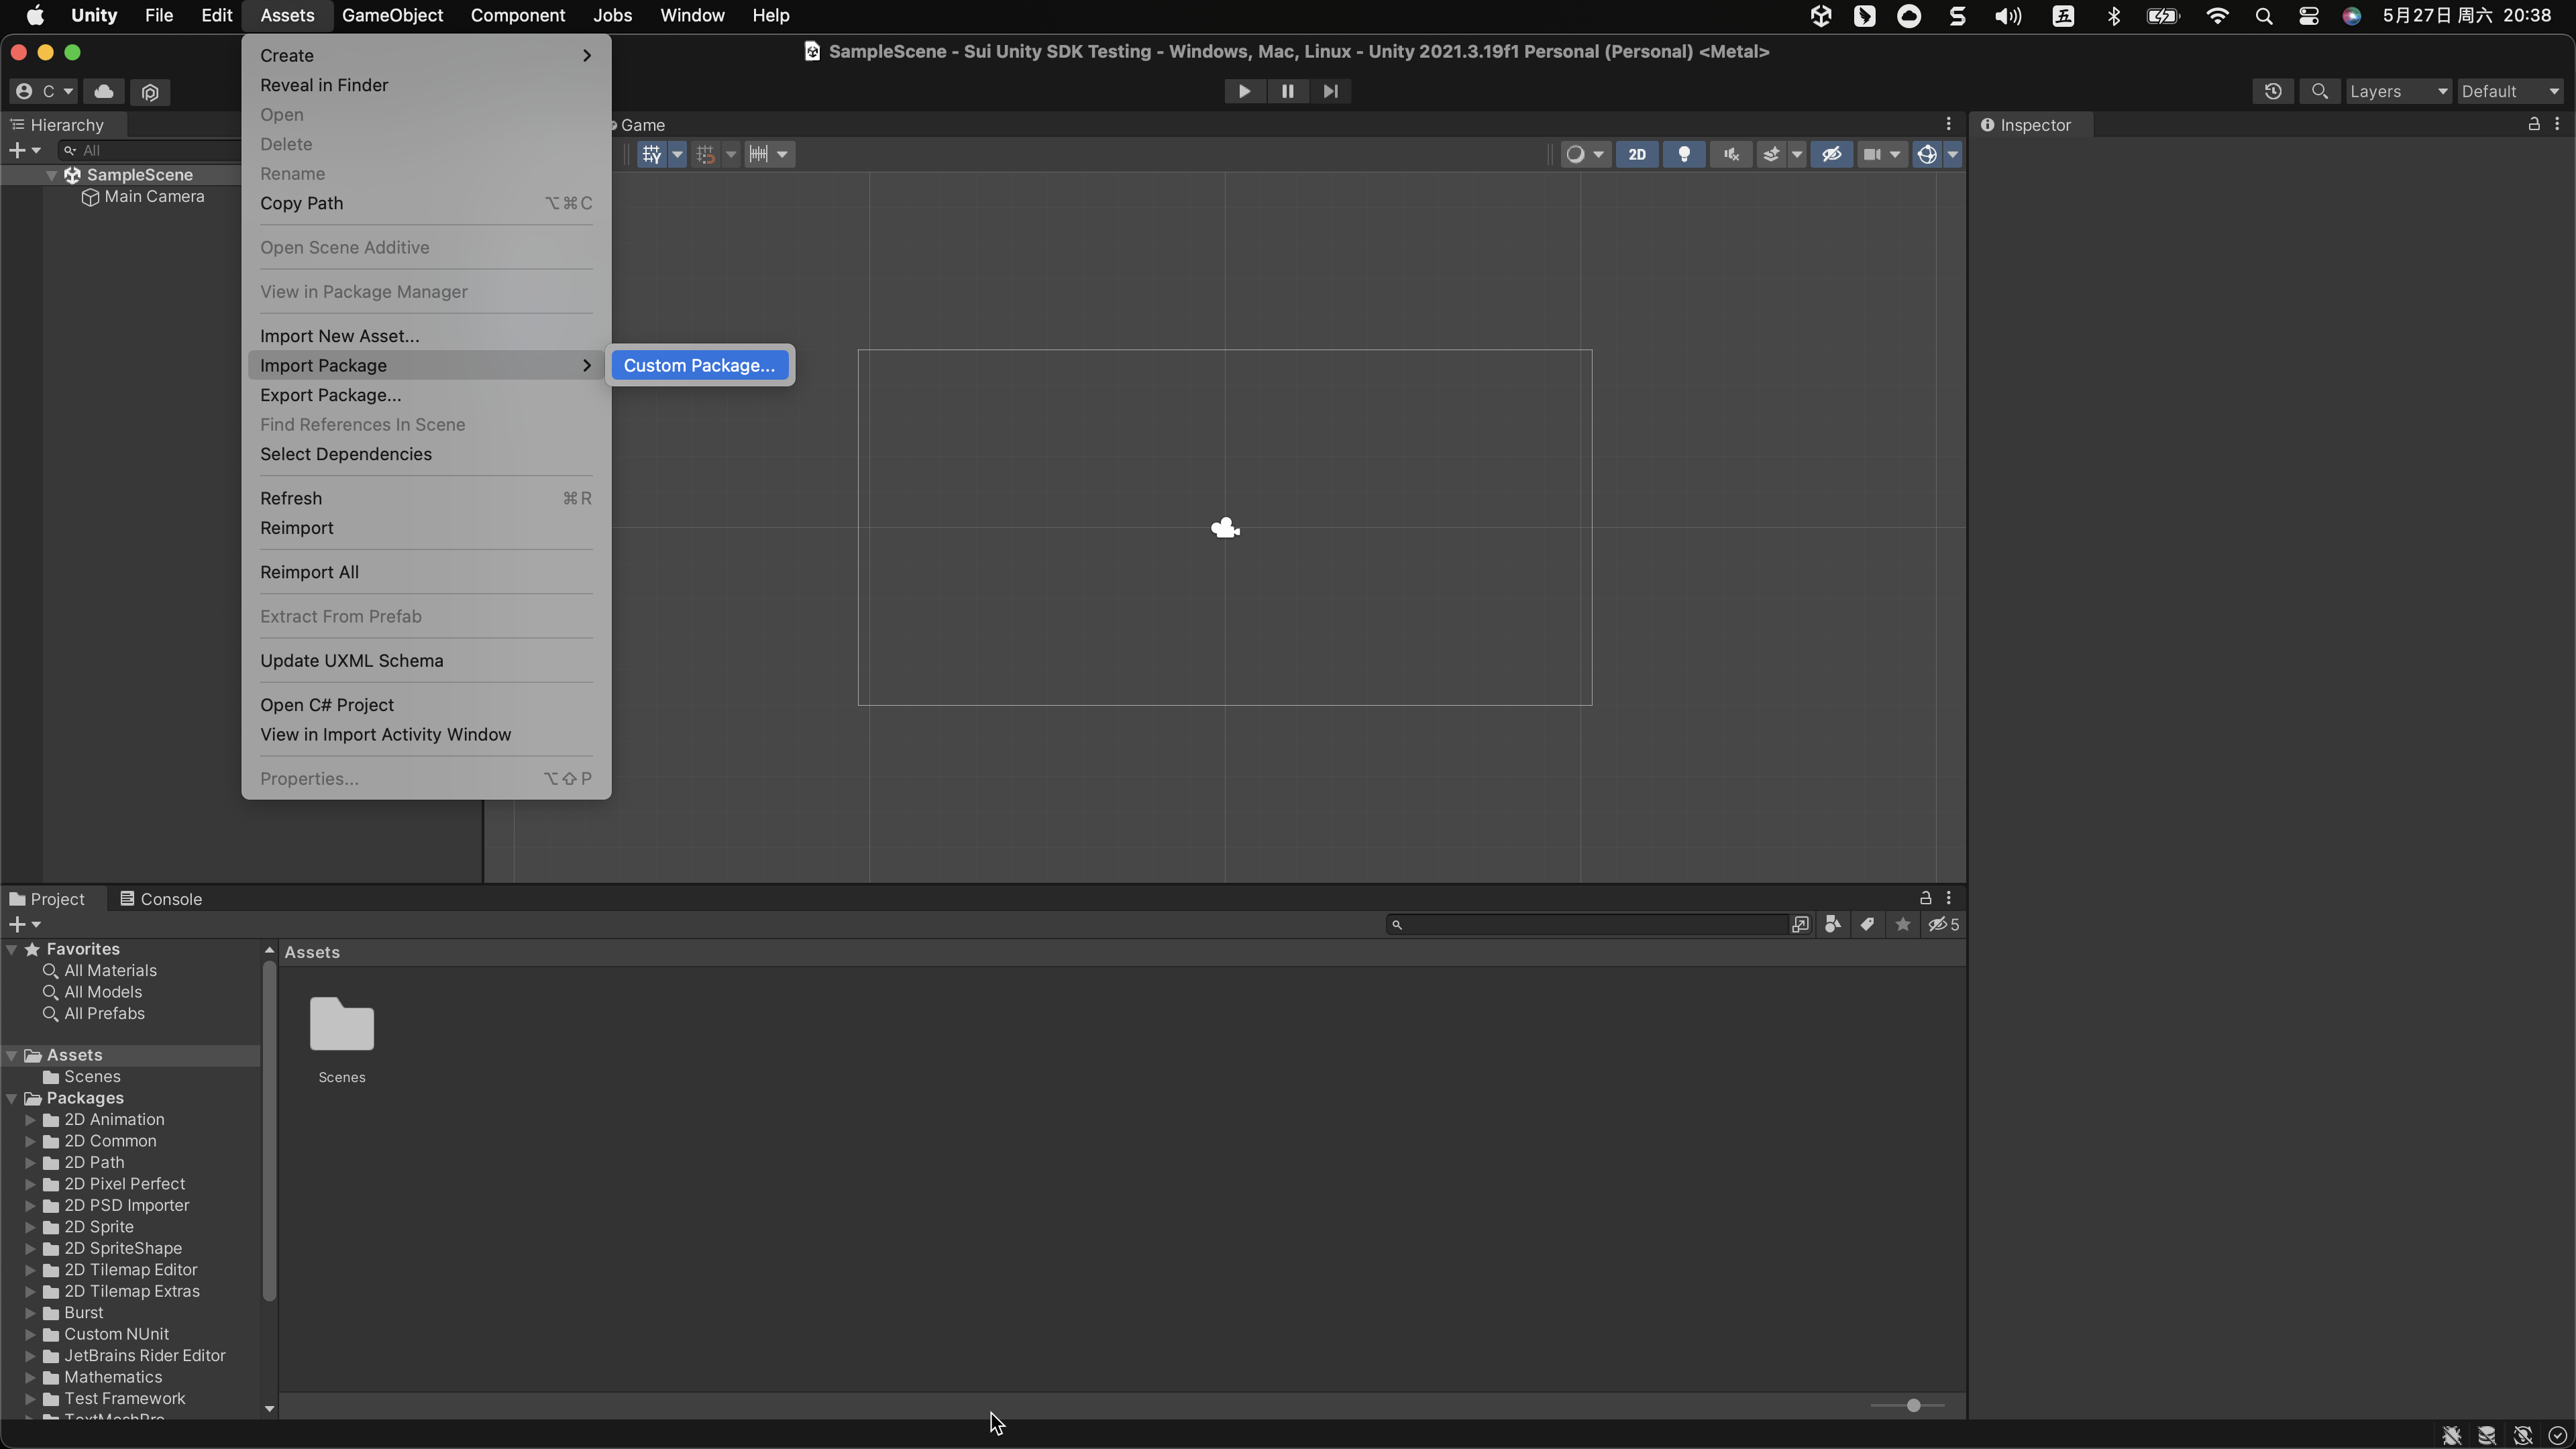 Unity File Edit Assets GameObject Component Jobs Window Help 五 5月27日 周六 20:38
SampleScene - Sui Unity SDK Testing - Windows, Mac, Linux - Unity 2021.3.19f1 Personal (Personal) <Metal>
C Layers Default
Hierarchy
All
SampleScene
Main Camera
Create
Reveal in Finder
Open
Delete
Rename
Copy Path ⌥⌘C
Open Scene Additive
View in Package Manager
Import New Asset...
Import Package
Export Package...
Find References In Scene
Select Dependencies
Refresh ⌘R
Reimport
Reimport All
Extract From Prefab
Update UXML Schema
Open C# Project
View in Import Activity Window
Properties... ⌥⇧P
Custom Package...
Game
2D
Inspector
Project Console
5
Favorites
All Materials
All Models
All Prefabs
Assets
Scenes
Packages
2D Animation
2D Common
2D Path
2D Pixel Perfect
2D PSD Importer
2D Sprite
2D SpriteShape
2D Tilemap Editor
2D Tilemap Extras
Burst
Custom NUnit
JetBrains Rider Editor
Mathematics
Test Framework
Assets
Scenes